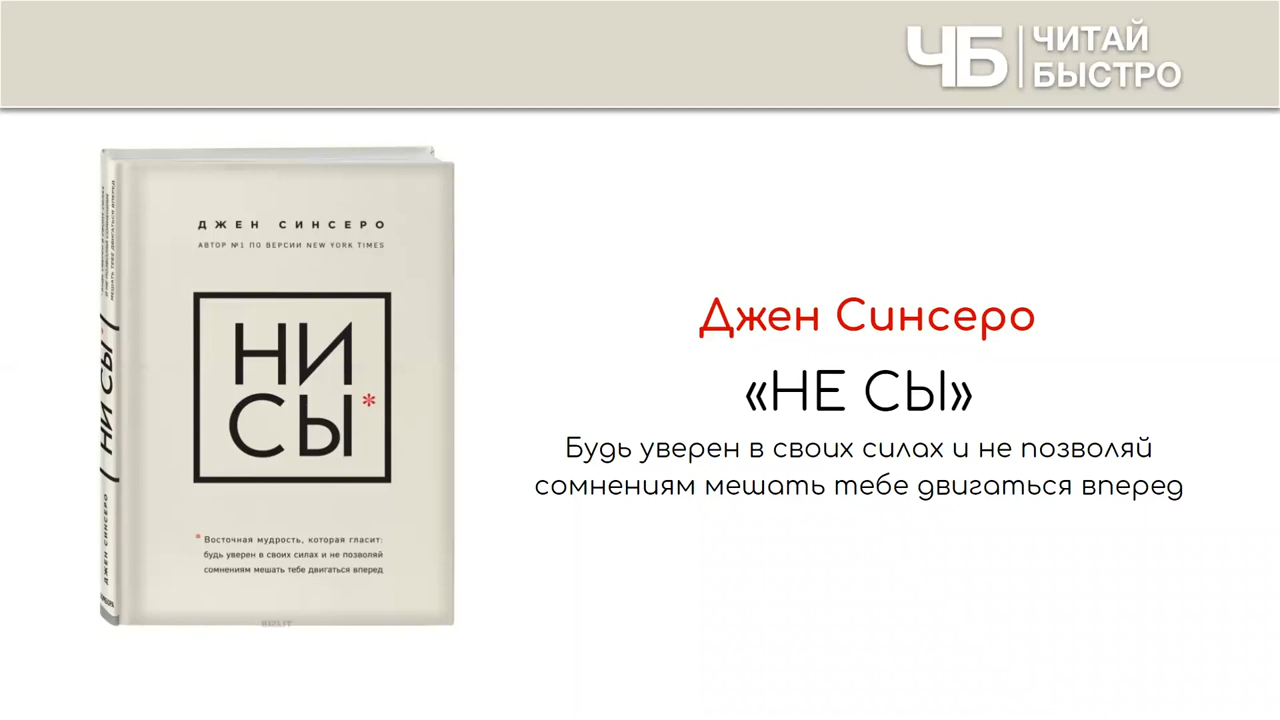 ЧБ
ЧИТАЙ
БЫСТРО
ДЖЕН СИНСЕРО
АВТОР №1 ПО ВЕРСИИ NEW YORK TIMES
НИ
СЫ*
* Восточная мудрость, которая гласит:
будь уверен в своих силах и не позволяй
сомнениям мешать тебе двигаться вперед
ДЖЕН СИНСЕРО
( НИ СЫ* )
Джен Синсеро
«НЕ СЫ»
Будь уверен в своих силах и не позволяй
сомнениям мешать тебе двигаться вперед